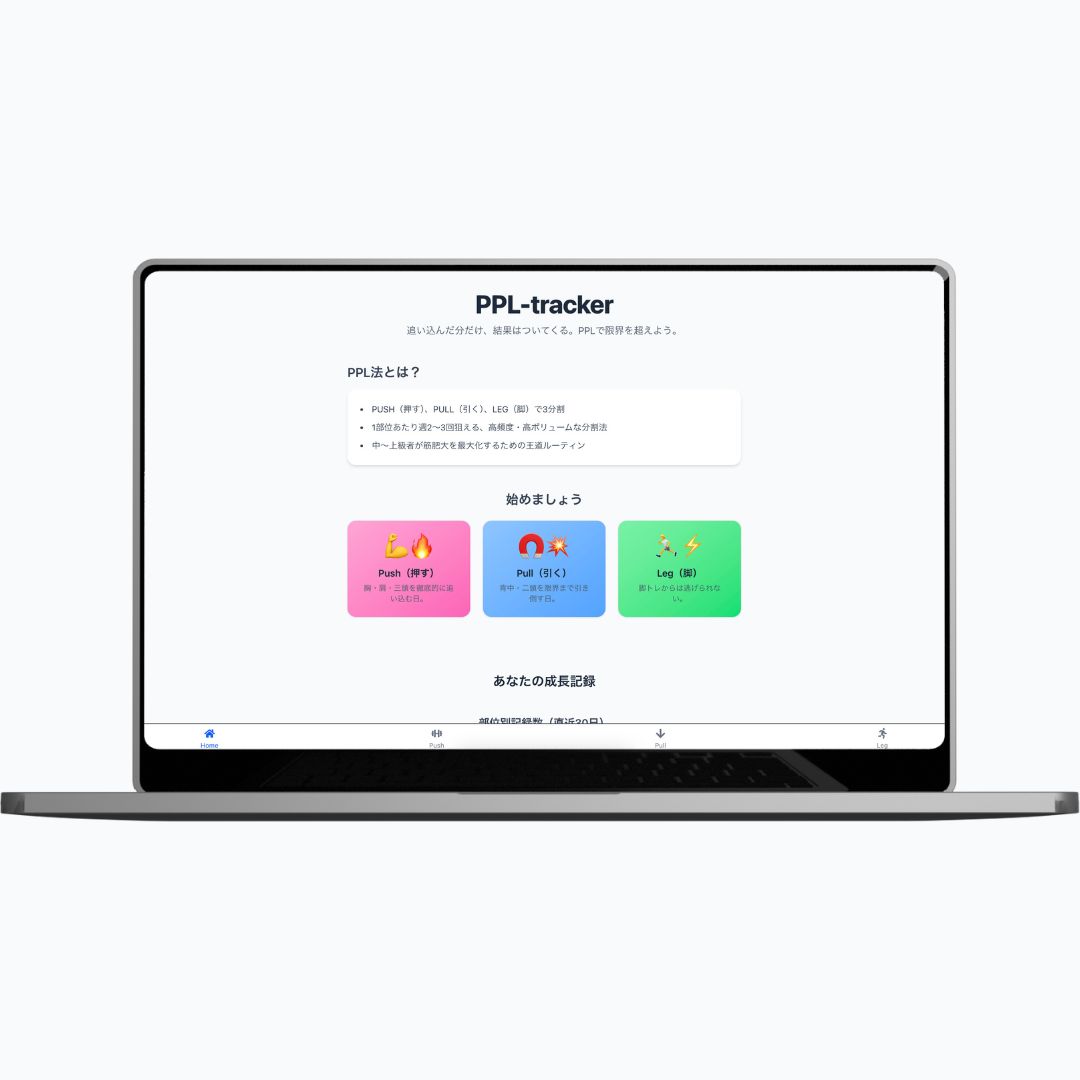 PPL-tracker
追い込んだ分だけ、結果はついてくる。PPLで限界を超えよう。
PPL法とは？
• PUSH（押す）、PULL（引く）、LEG（脚）で3分割
• 1部位あたり週2〜3回狙える、高頻度・高ボリュームな分割法
• 中〜上級者が筋肥大を最大化するための王道ルーティン
始めましょう
Push（押す）
胸・肩・三頭を徹底的に追
い込む日。
Pull（引く）
背中・二頭を限界まで引き
倒す日。
Leg（脚）
脚トレからは逃げられな
い。
あなたの成長記録
部位別記録数（直近30日）
Home
Push
Pull
Leg